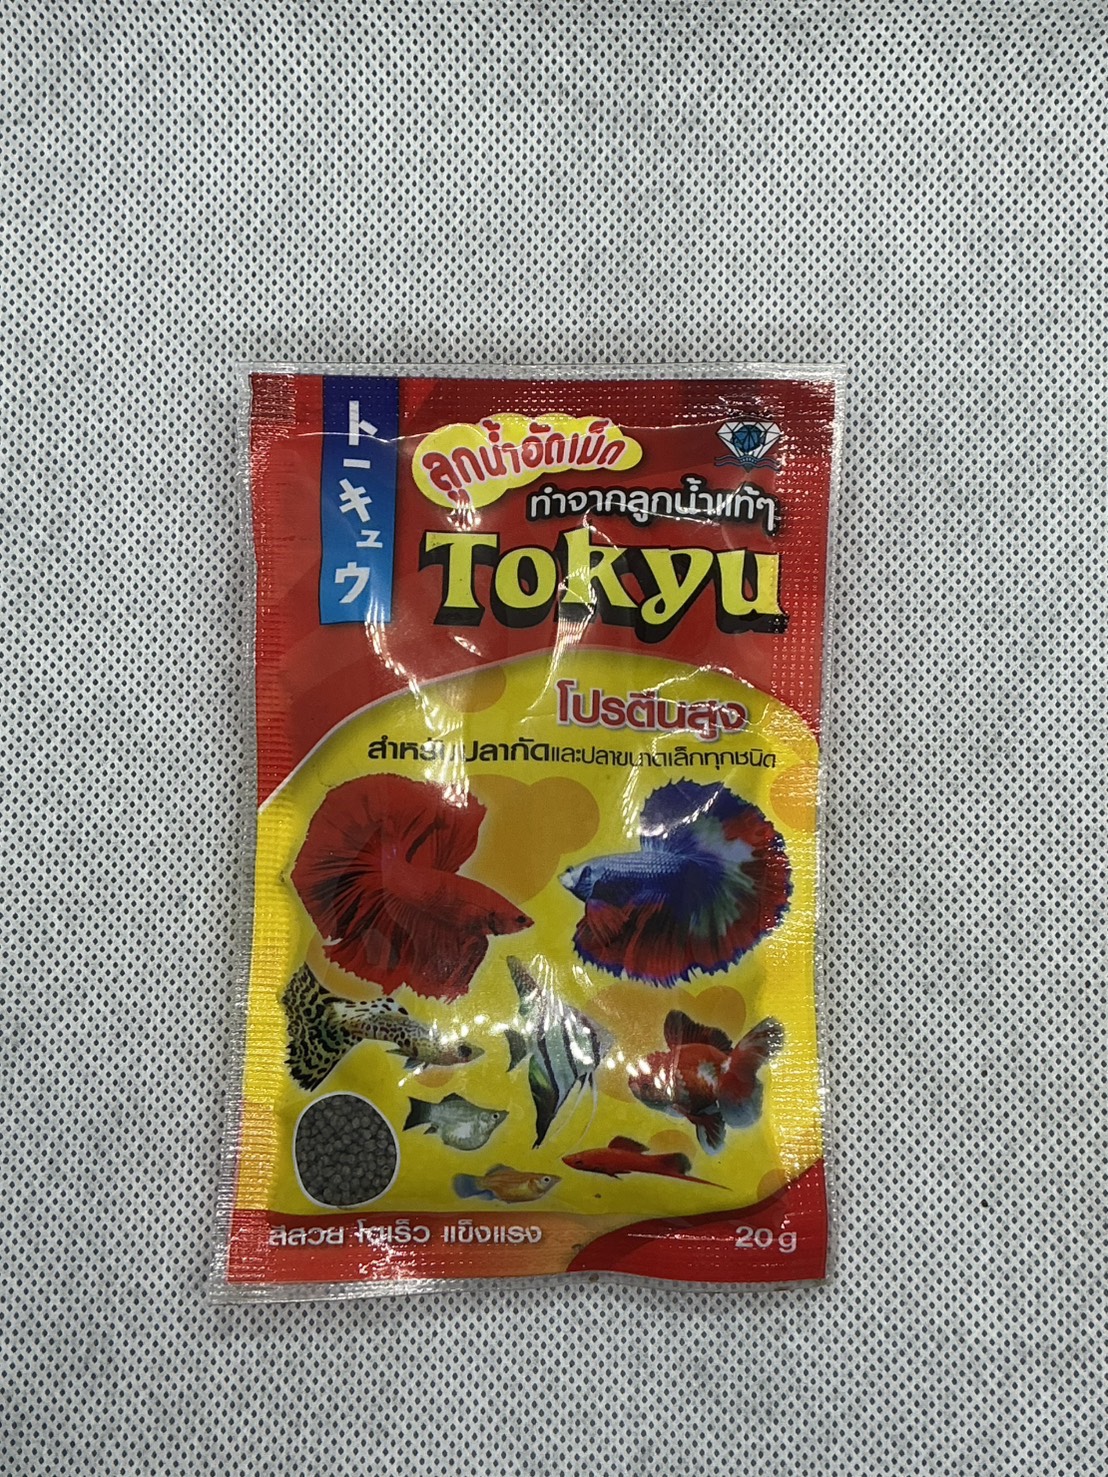 トーキュウ
ลูกน้ำอัดเม็ด
ทำจากลูกน้ำแท้ๆ
Tokyu
โปรตีนสูง
สำหรับปลากัดและปลาขนาดเล็กทุกชนิด
สีสวย โตเร็ว แข็งแรง
20 g